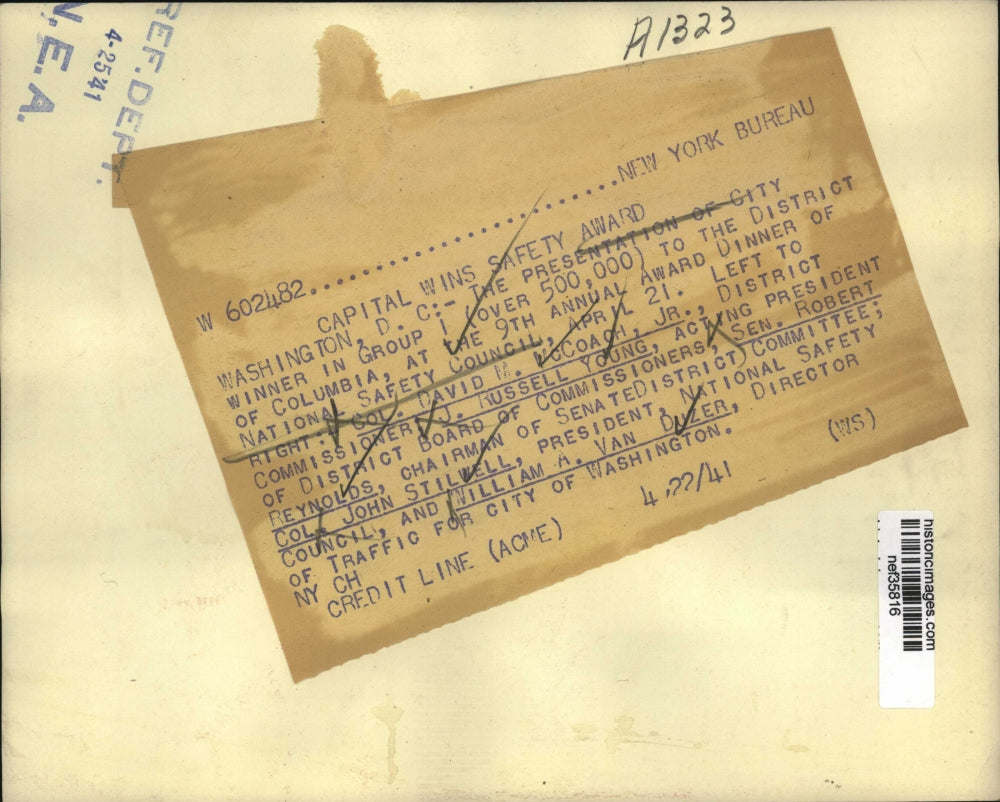 REF. DEPT.
4-25 41
N.E.A.
A1323
W 602482..............................NEW YORK BUREAU
CAPITAL WINS SAFETY AWARD
WASHINGTON, D. C:- THE PRESENTATION OF CITY
WINNER IN GROUP I (OVER 500,000) TO THE DISTRICT
OF COLUMBIA, AT THE 9TH ANNUAL AWARD DINNER OF
NATIONAL SAFETY COUNCIL, APRIL 21. LEFT TO
RIGHT: COL. DAVID M. McCOACH, JR., DISTRICT
COMMISSIONER; J. RUSSELL YOUNG, ACTING PRESIDENT
OF DISTRICT BOARD OF COMMISSIONERS, SEN. ROBERT
REYNOLDS, CHAIRMAN OF SENATE DISTRICT COMMITTEE;
COL. JOHN STILWELL, PRESIDENT, NATIONAL SAFETY
COUNCIL, AND WILLIAM A. VAN DUZER, DIRECTOR
OF TRAFFIC FOR CITY OF WASHINGTON.
NY CH (WS)
CREDIT LINE (ACME) 4/22/41
historicimages.com
nef35816